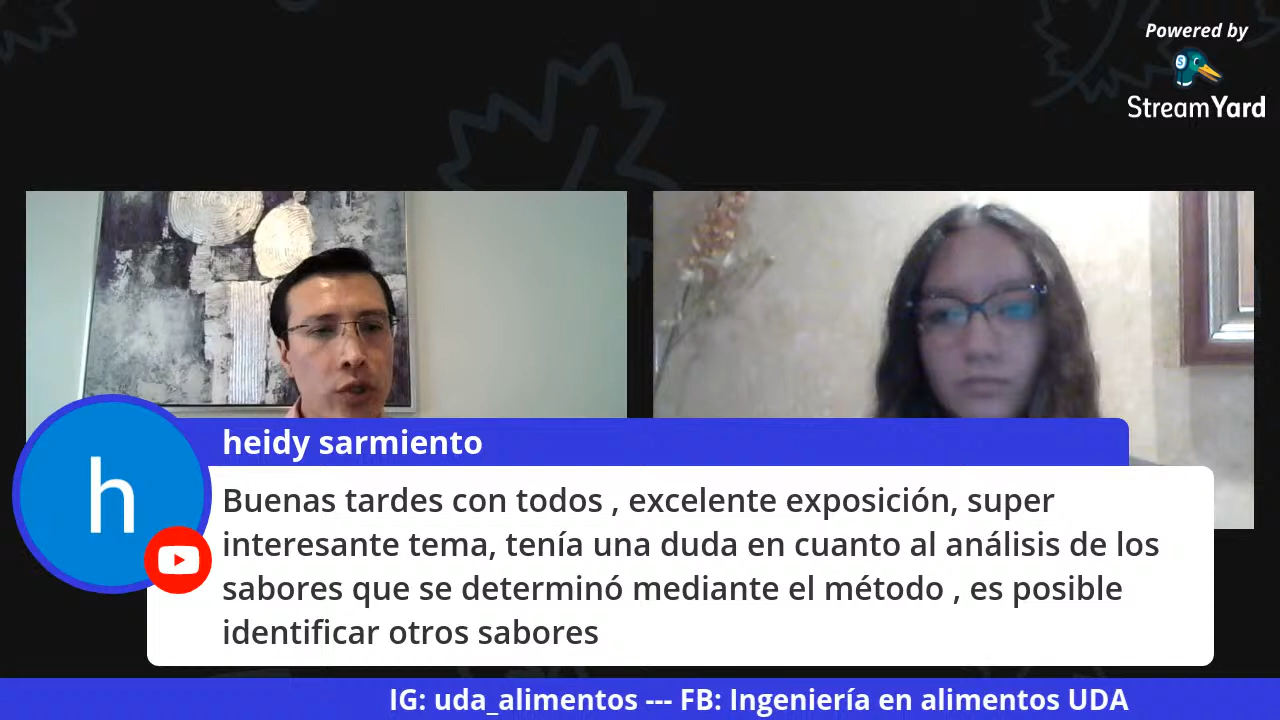 Powered by
StreamYard
heidy sarmiento
h
Buenas tardes con todos , excelente exposición, super
interesante tema, tenía una duda en cuanto al análisis de los
sabores que se determinó mediante el método , es posible
identificar otros sabores
IG: uda_alimentos --- FB: Ingeniería en alimentos UDA